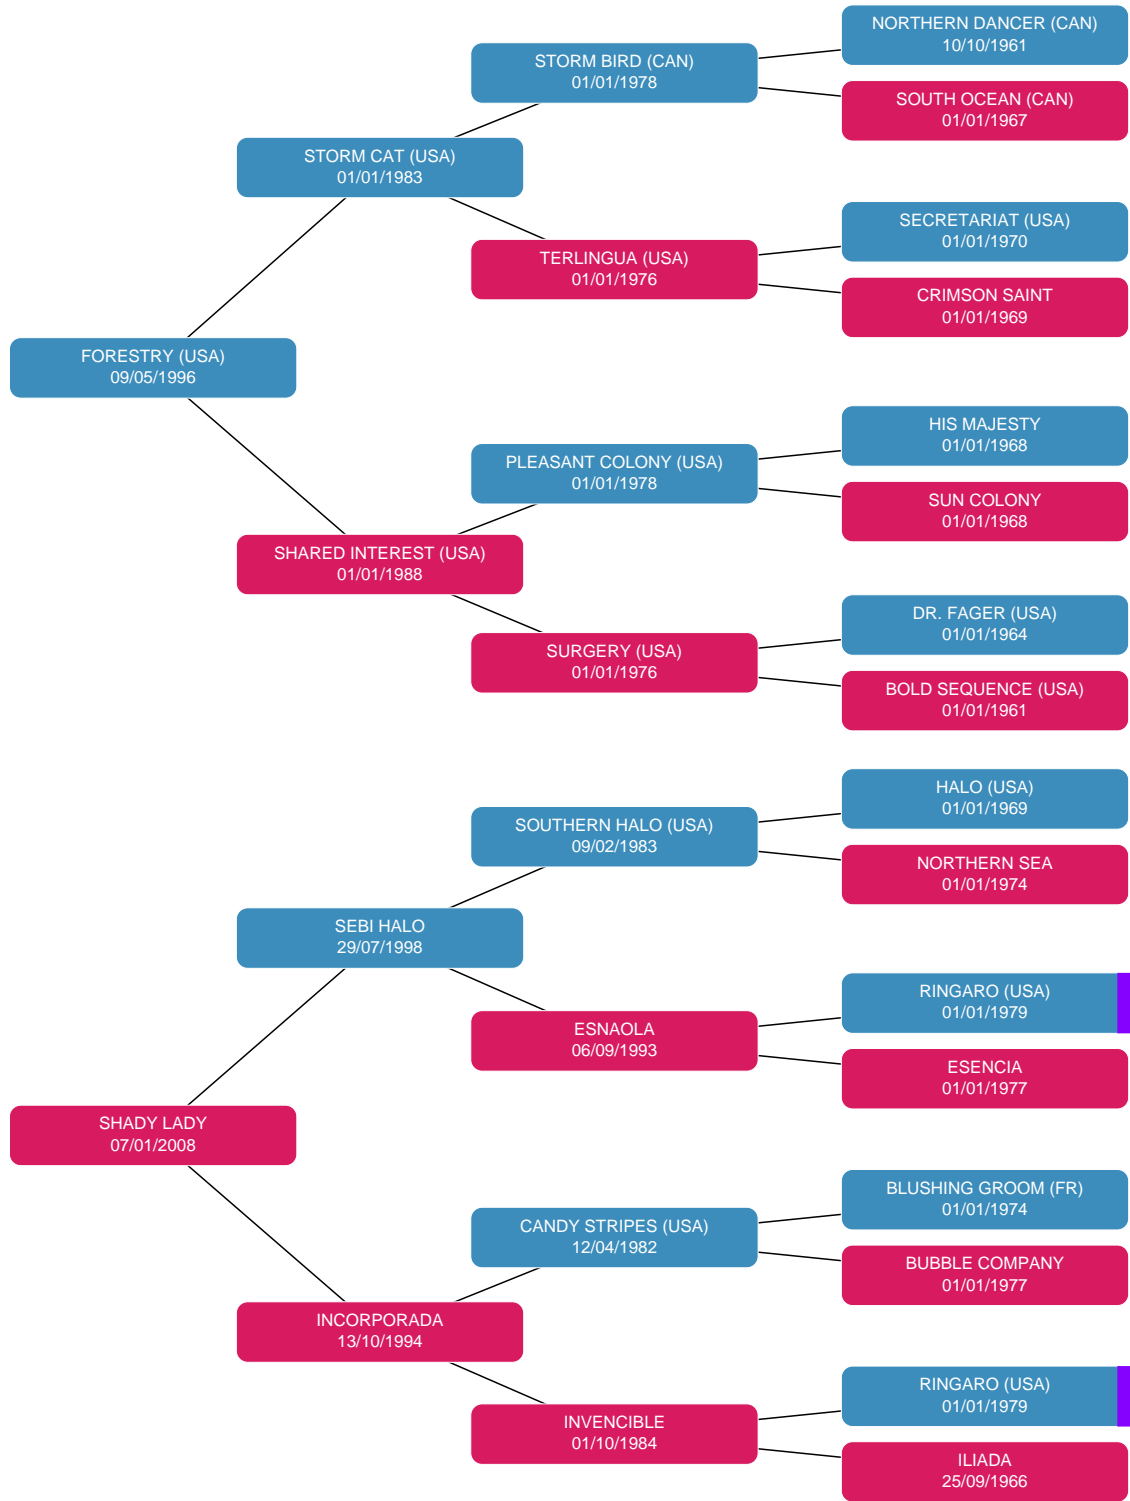 NORTHERN DANCER (CAN)
10/10/1961
STORM BIRD (CAN)
01/01/1978
SOUTH OCEAN (CAN)
01/01/1967
STORM CAT (USA)
01/01/1983
SECRETARIAT (USA)
01/01/1970
TERLINGUA (USA)
01/01/1976
CRIMSON SAINT
01/01/1969
FORESTRY (USA)
09/05/1996
HIS MAJESTY
01/01/1968
PLEASANT COLONY (USA)
01/01/1978
SUN COLONY
01/01/1968
SHARED INTEREST (USA)
01/01/1988
DR. FAGER (USA)
01/01/1964
SURGERY (USA)
01/01/1976
BOLD SEQUENCE (USA)
01/01/1961
HALO (USA)
01/01/1969
SOUTHERN HALO (USA)
09/02/1983
NORTHERN SEA
01/01/1974
SEBI HALO
29/07/1998
RINGARO (USA)
01/01/1979
ESNAOLA
06/09/1993
ESENCIA
01/01/1977
SHADY LADY
07/01/2008
BLUSHING GROOM (FR)
01/01/1974
CANDY STRIPES (USA)
12/04/1982
BUBBLE COMPANY
01/01/1977
INCORPORADA
13/10/1994
RINGARO (USA)
01/01/1979
INVENCIBLE
01/10/1984
ILIADA
25/09/1966